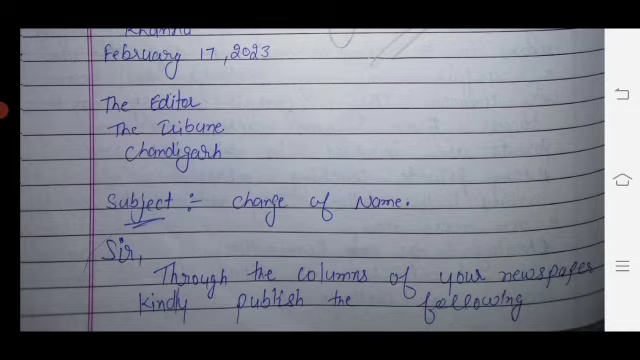 Khanna
February 17, 2023
The Editor
The Tribune
Chandigarh
Subject :- Change of Name.
Sir,
Through the columns of your newspaper
kindly publish the following